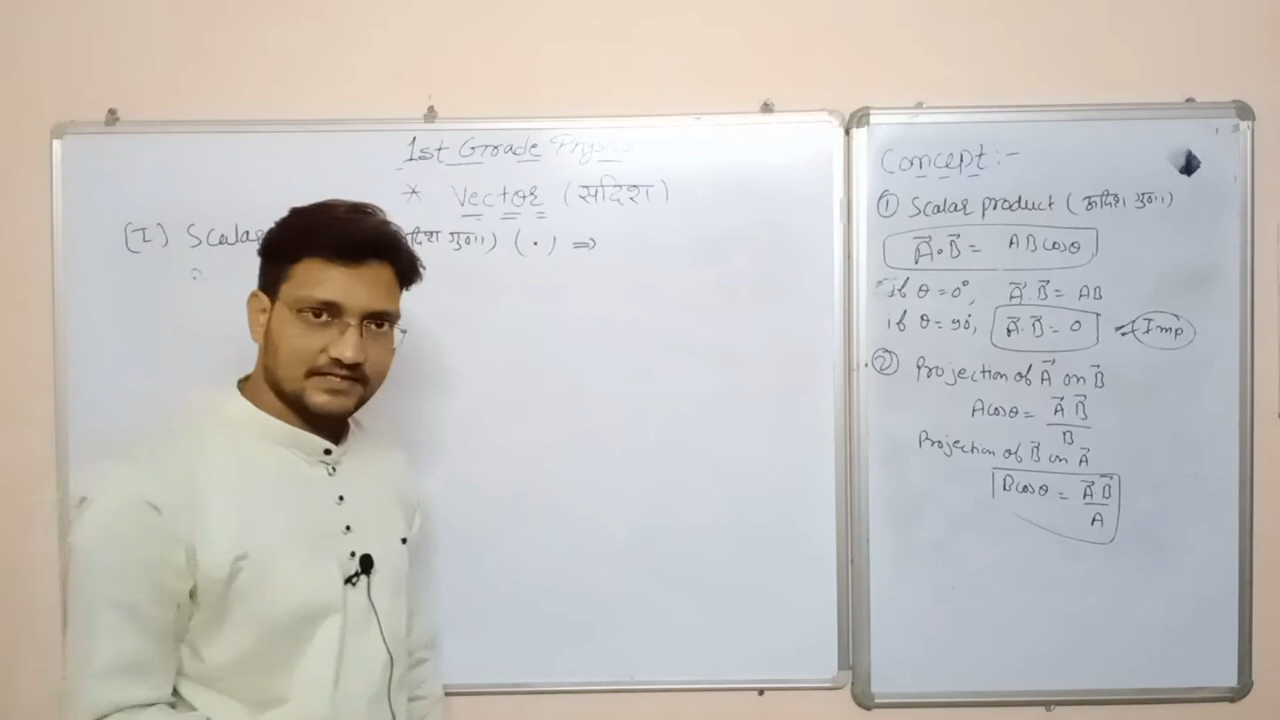 1st Grade Physics
* Vector (सदिश)
(I) Scalar गुणा) (·) ⇒
Concept :-
① Scalar product (अदिश गुणा)
A⃗·B⃗ = AB cosθ
if θ = 0°, A⃗.B⃗ = AB
if θ = 90°, A⃗.B⃗ = 0 ⇐ Imp
② Projection of A⃗ on B⃗
A cosθ = A⃗.B⃗ / B
Projection of B⃗ on A⃗
B cosθ = A⃗.B⃗ / A